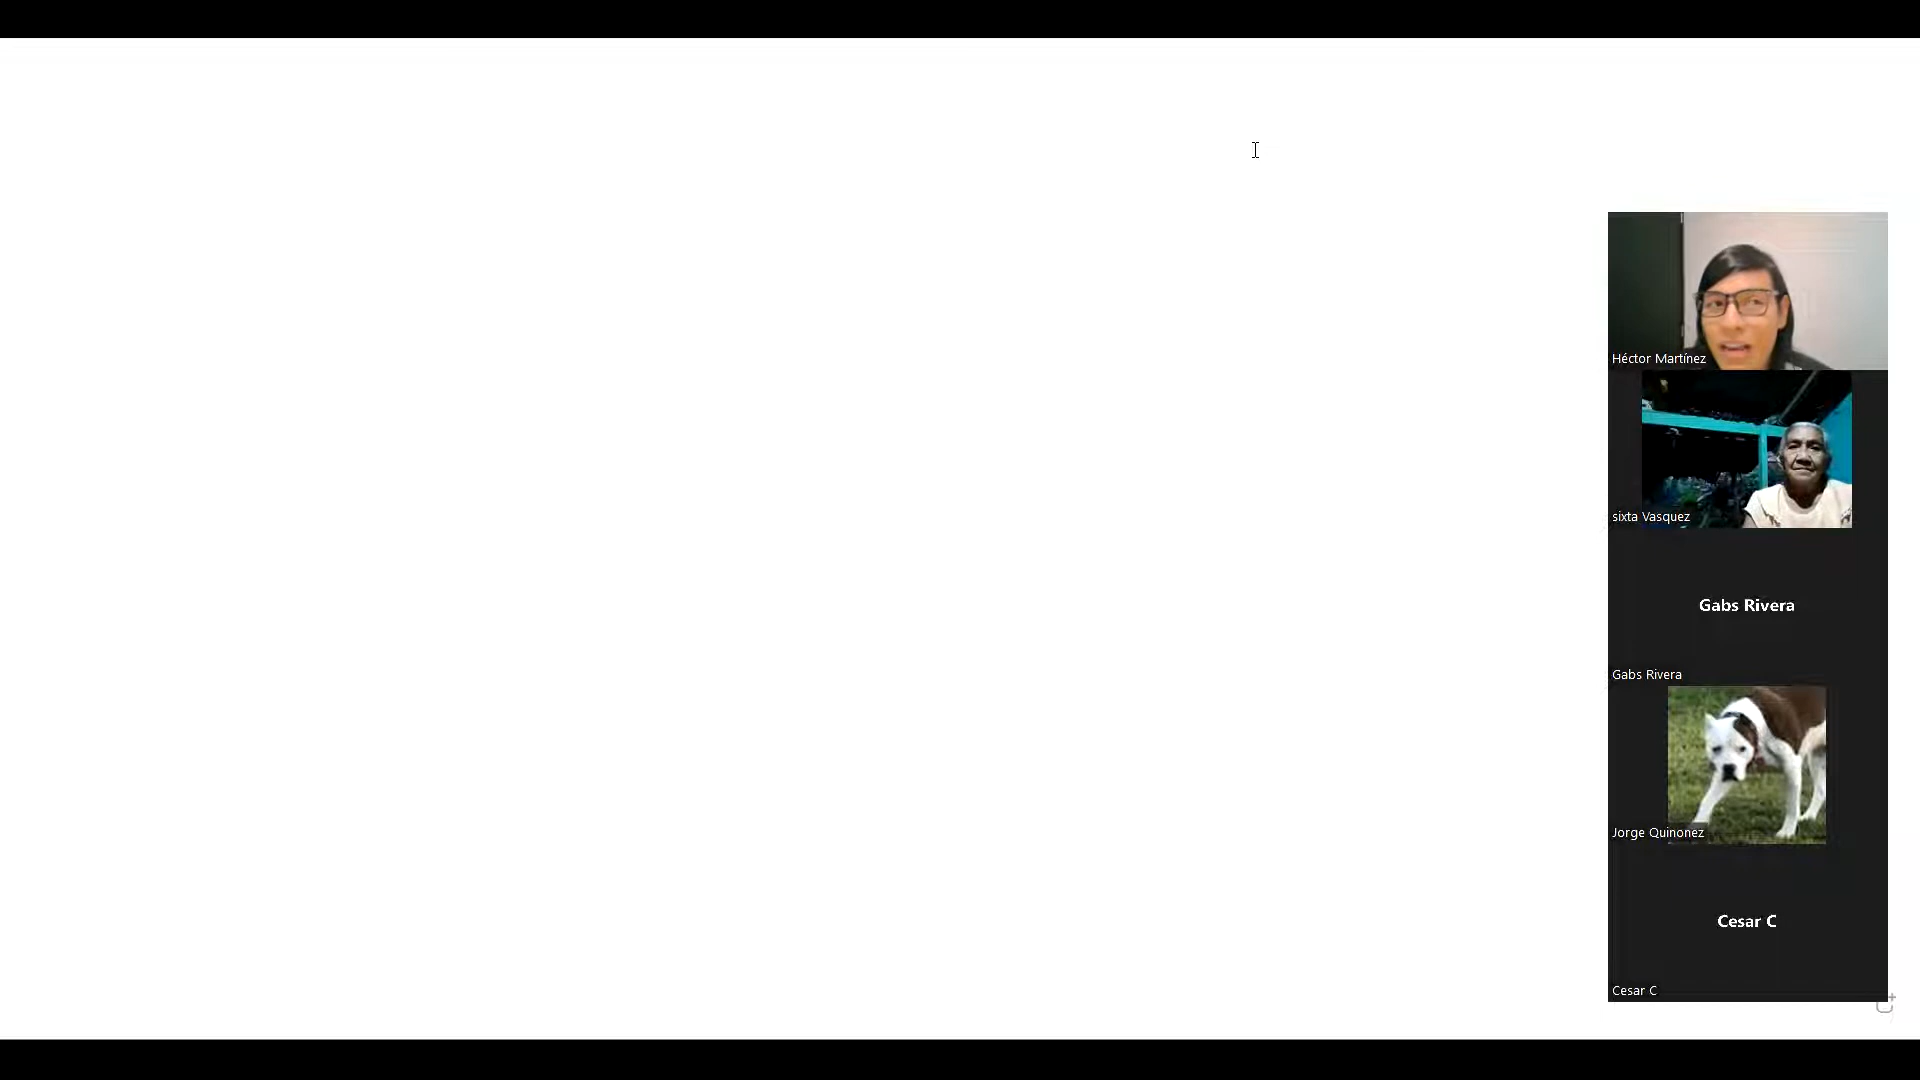 Héctor Martínez
sixta Vasquez
Gabs Rivera
Gabs Rivera
Jorge Quinonez
Cesar C
Cesar C